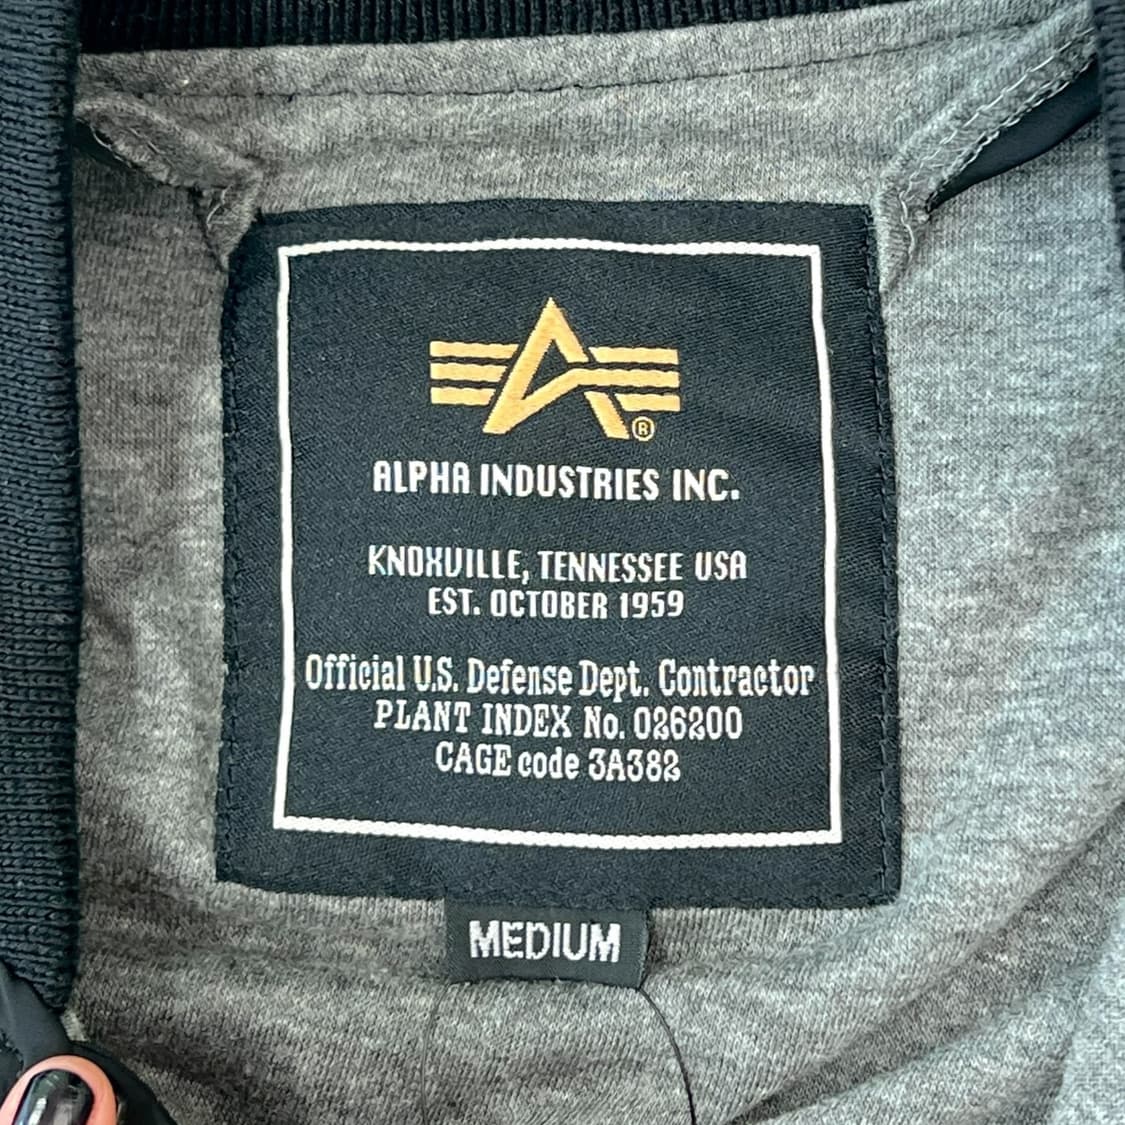 ®
ALPHA INDUSTRIES INC.
KNOXVILLE, TENNESSEE USA
EST. OCTOBER 1959
Official U.S. Defense Dept. Contractor
PLANT INDEX No. 026200
CAGE code 3A382
MEDIUM